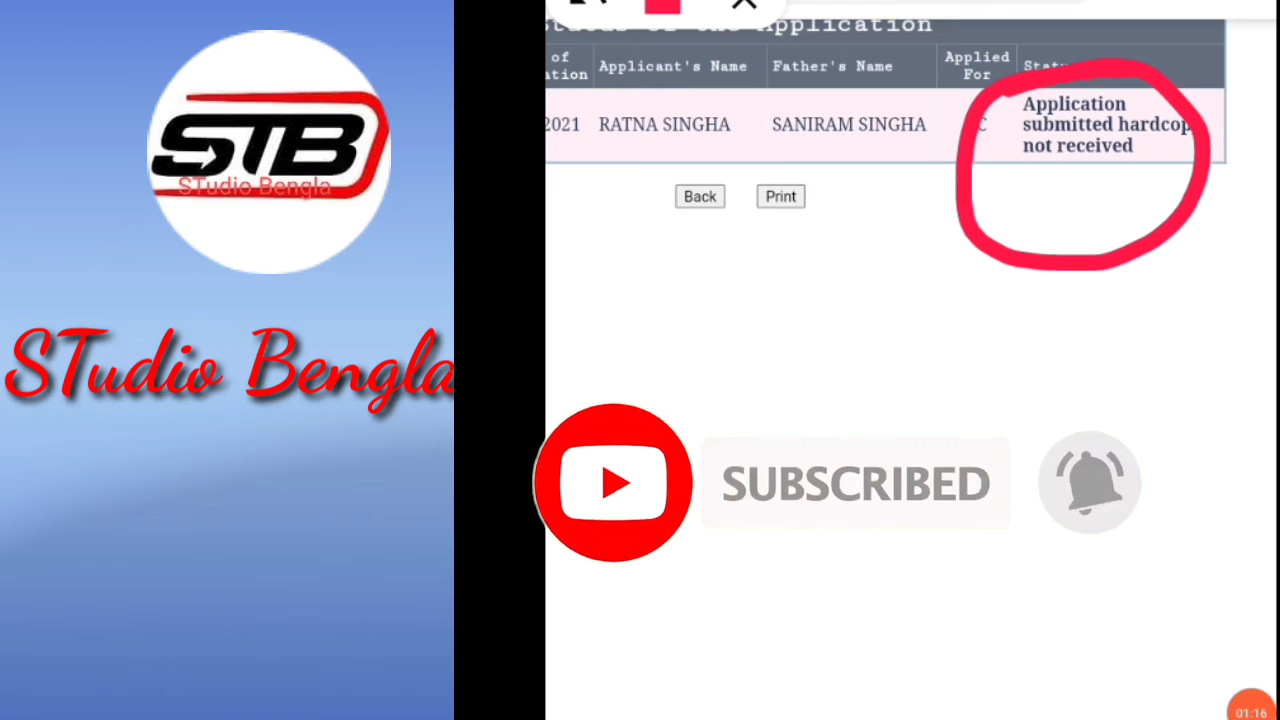 STB
STudio Bengla
STudio Bengla
Application
of
Applicant's Name
Father's Name
Applied
For
2021
RATNA SINGHA
SANIRAM SINGHA
C
Application
submitted hardcop
not received
Back
Print
SUBSCRIBED
01:16